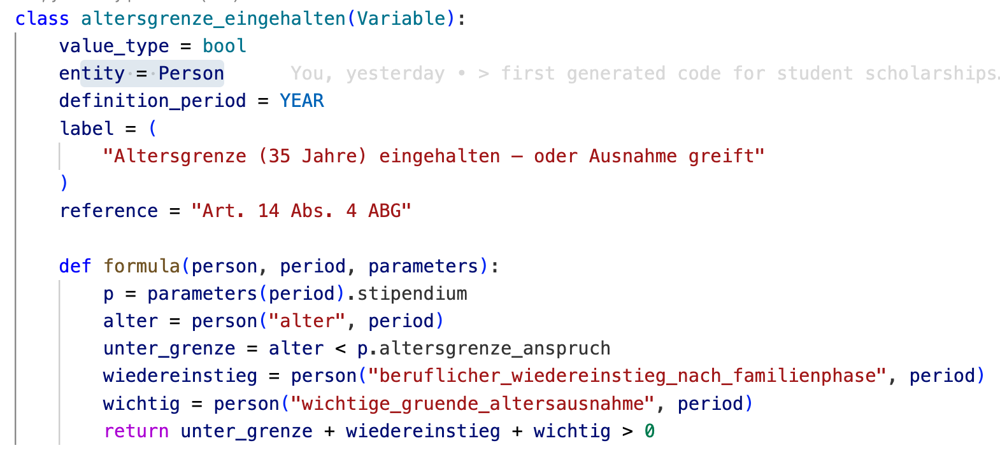 class altersgrenze_eingehalten(Variable):
value_type = bool
entity = Person You, yesterday • > first generated code for student scholarships.
definition_period = YEAR
label = (
"Altersgrenze (35 Jahre) eingehalten – oder Ausnahme greift"
)
reference = "Art. 14 Abs. 4 ABG"
def formula(person, period, parameters):
p = parameters(period).stipendium
alter = person("alter", period)
unter_grenze = alter < p.altersgrenze_anspruch
wiedereinstieg = person("beruflicher_wiedereinstieg_nach_familienphase", period)
wichtig = person("wichtige_gruende_altersausnahme", period)
return unter_grenze + wiedereinstieg + wichtig > 0